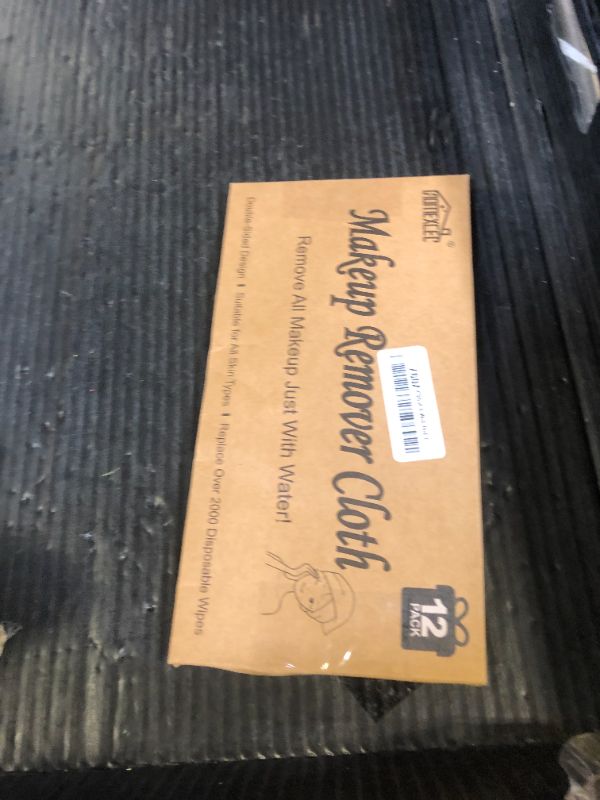 HOMEXCEL®
Makeup Remover Cloth
Remove All Makeup Just With Water!
Double-Sided Design ı Suitable for All Skin Types ı Replace Over 2000 Disposable Wipes
12
PACK